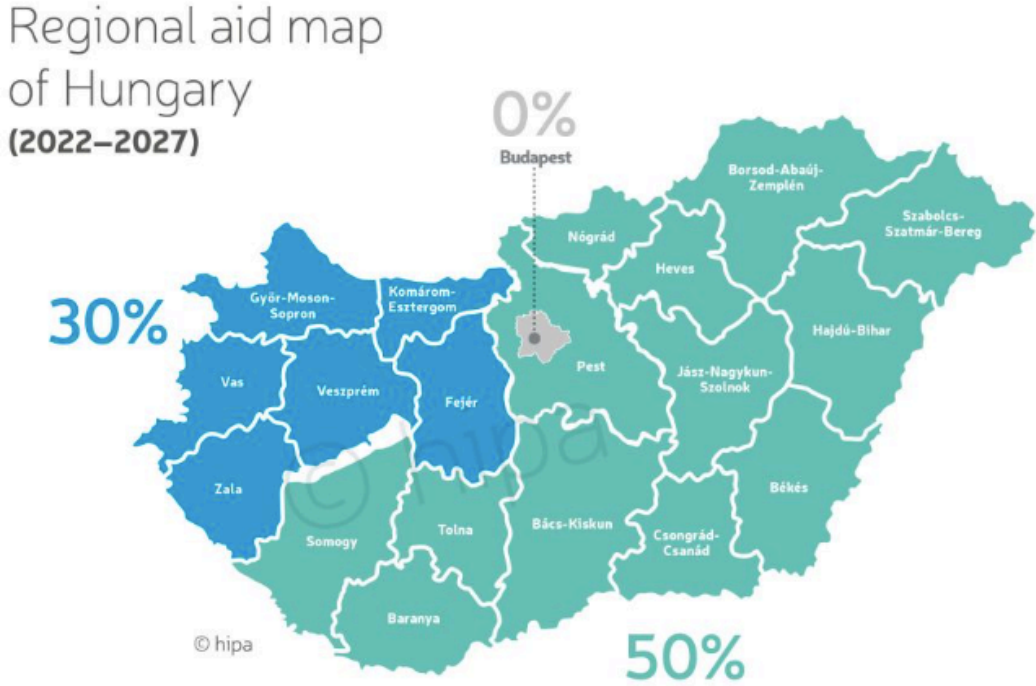 Regional aid map
of Hungary
(2022–2027)
0%
Budapest
Borsod-Abaúj-
Zemplén
Szabolcs-
Szatmár-Bereg
Nógrád
Heves
30%
Győr-Moson-
Sopron
Komárom-
Esztergom
Hajdú-Bihar
Pest
Jász-Nagykun-
Szolnok
Vas
Veszprém
Fejér
Zala
© hipa
Békés
Bács-Kiskun
Tolna
Somogy
Csongrád-
Csanád
Baranya
© hipa
50%